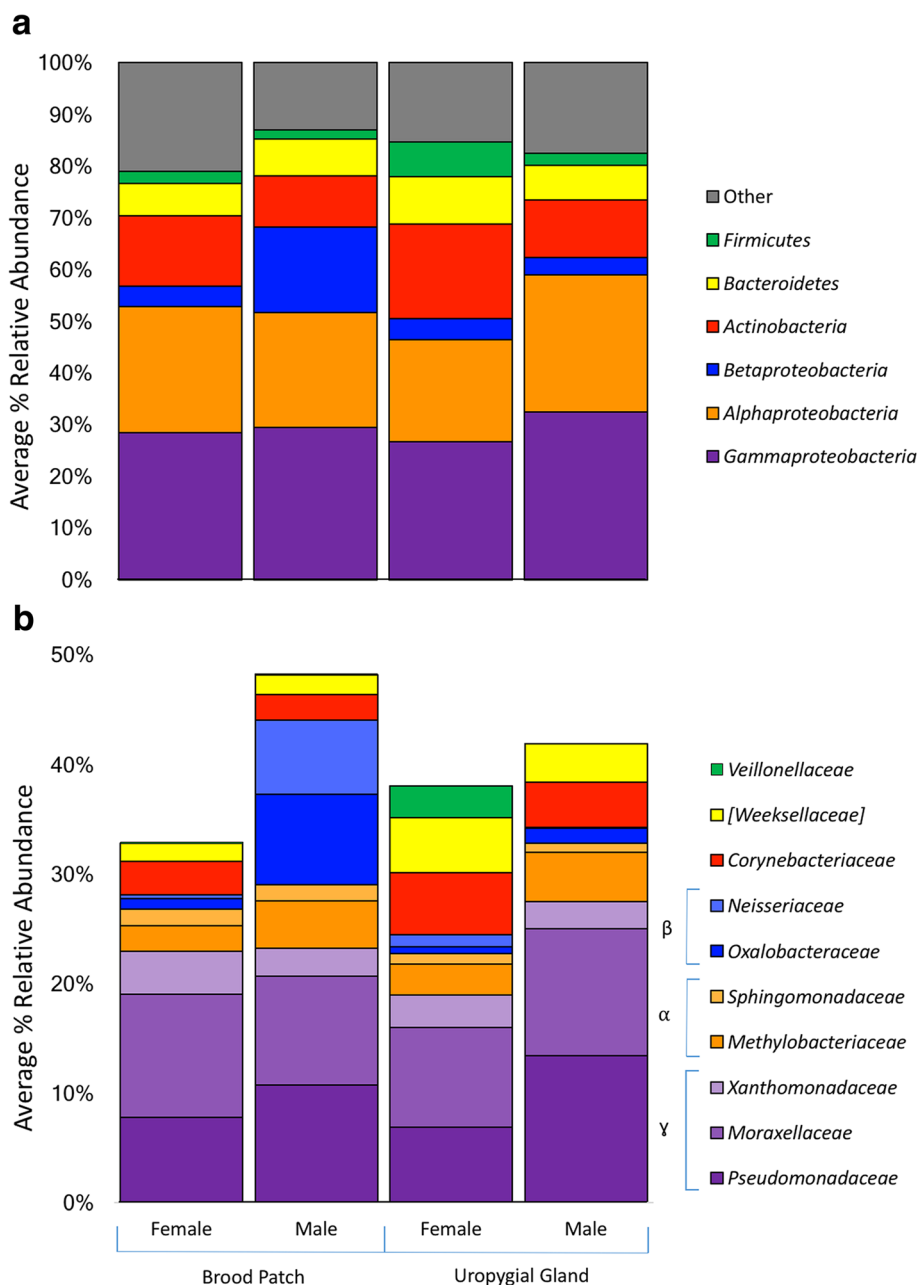 a
100%
90%
80%
70%
60%
50%
40%
30%
20%
10%
0%
Average % Relative Abundance
Other
Firmicutes
Bacteroidetes
Actinobacteria
Betaproteobacteria
Alphaproteobacteria
Gammaproteobacteria
b
50%
40%
30%
20%
10%
0%
Average % Relative Abundance
Veillonellaceae
[Weeksellaceae]
Corynebacteriaceae
Neisseriaceae
β
Oxalobacteraceae
Sphingomonadaceae
α
Methylobacteriaceae
Xanthomonadaceae
ɣ
Moraxellaceae
Pseudomonadaceae
Female Male Female Male
Brood Patch Uropygial Gland